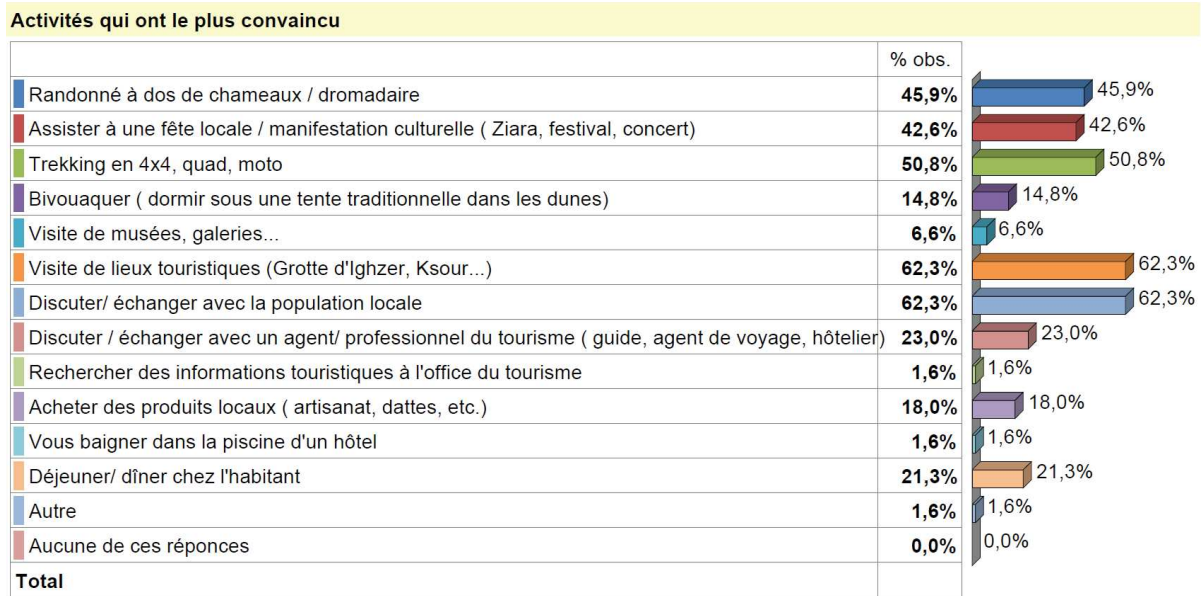 Activités qui ont le plus convaincu
% obs.
Randonné à dos de chameaux / dromadaire 45,9% 45,9%
Assister à une fête locale / manifestation culturelle ( Ziara, festival, concert) 42,6% 42,6%
Trekking en 4x4, quad, moto 50,8% 50,8%
Bivouaquer ( dormir sous une tente traditionnelle dans les dunes) 14,8% 14,8%
Visite de musées, galeries... 6,6% 6,6%
Visite de lieux touristiques (Grotte d'Ighzer, Ksour...) 62,3% 62,3%
Discuter/ échanger avec la population locale 62,3% 62,3%
Discuter / échanger avec un agent/ professionnel du tourisme ( guide, agent de voyage, hôtelier) 23,0% 23,0%
Rechercher des informations touristiques à l'office du tourisme 1,6% 1,6%
Acheter des produits locaux ( artisanat, dattes, etc.) 18,0% 18,0%
Vous baigner dans la piscine d'un hôtel 1,6% 1,6%
Déjeuner/ dîner chez l'habitant 21,3% 21,3%
Autre 1,6% 1,6%
Aucune de ces réponces 0,0% 0,0%
Total